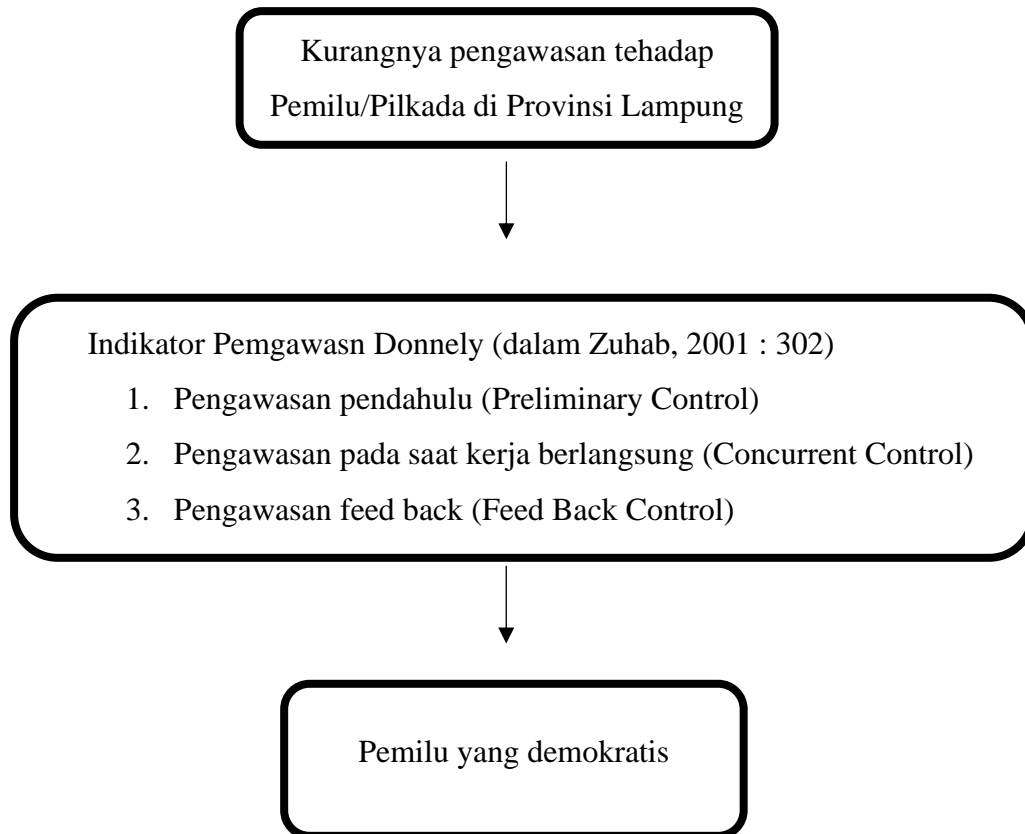 Kurangnya pengawasan tehadap
Pemilu/Pilkada di Provinsi Lampung
Indikator Pemgawasn Donnely (dalam Zuhab, 2001 : 302)
1. Pengawasan pendahulu (Preliminary Control)
2. Pengawasan pada saat kerja berlangsung (Concurrent Control)
3. Pengawasan feed back (Feed Back Control)
Pemilu yang demokratis